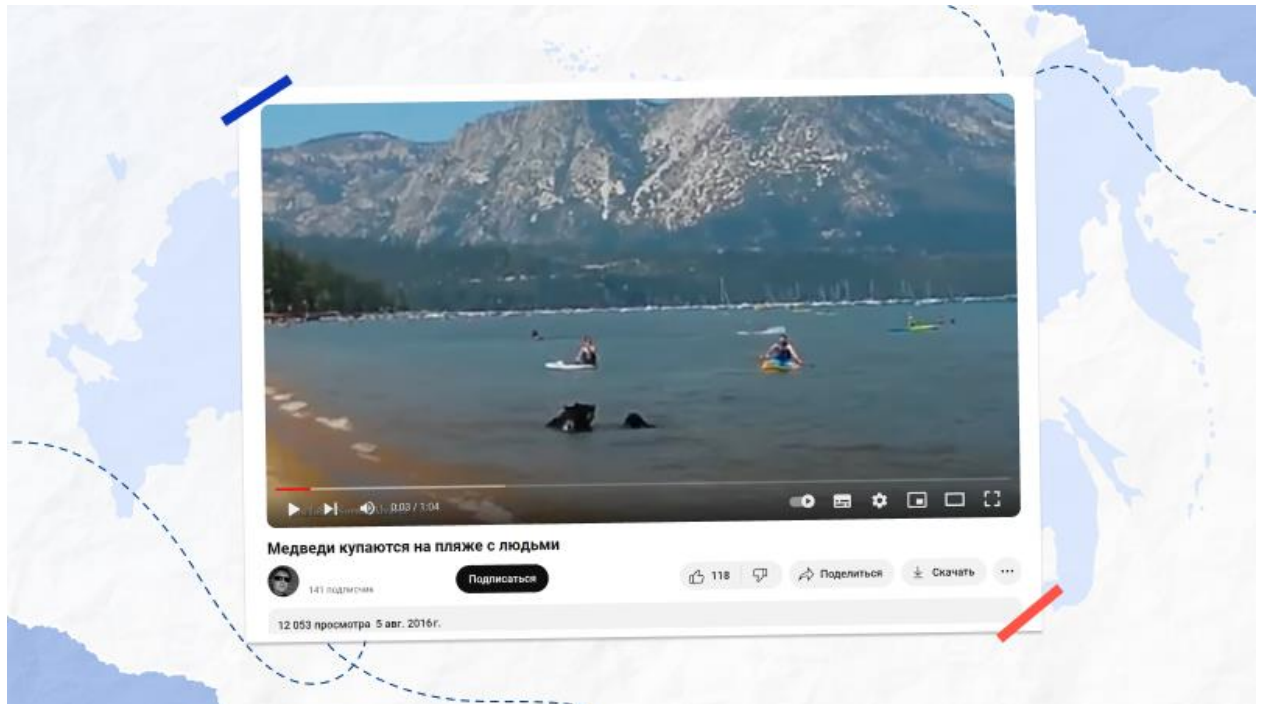 0:03 / 1:04
Медведи купаются на пляже с людьми
141 подписчик
Подписаться
118
Поделиться
Скачать
12 053 просмотра 5 авг. 2016 г.